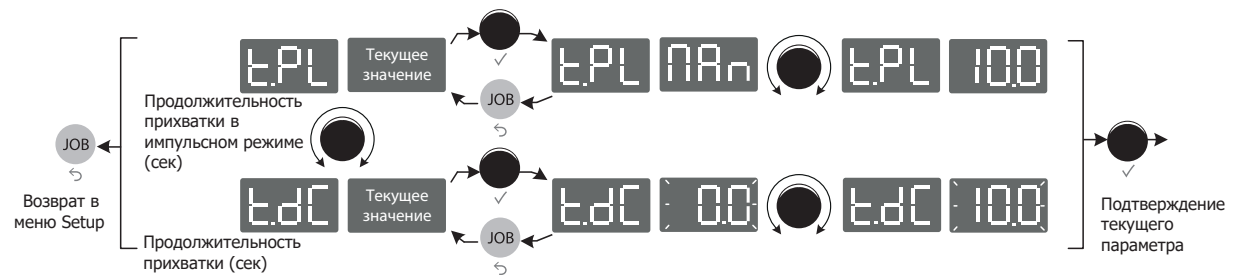 t.PL
Текущее
значение
t.PL
MAn
t.PL
10.0
JOB
Продолжительность
прихватки в
импульсном режиме
(сек)
JOB
Возврат в
меню Setup
t.dC
Текущее
значение
t.dC
0.0
t.dC
10.0
JOB
Продолжительность
прихватки (сек)
Подтверждение
текущего
параметра